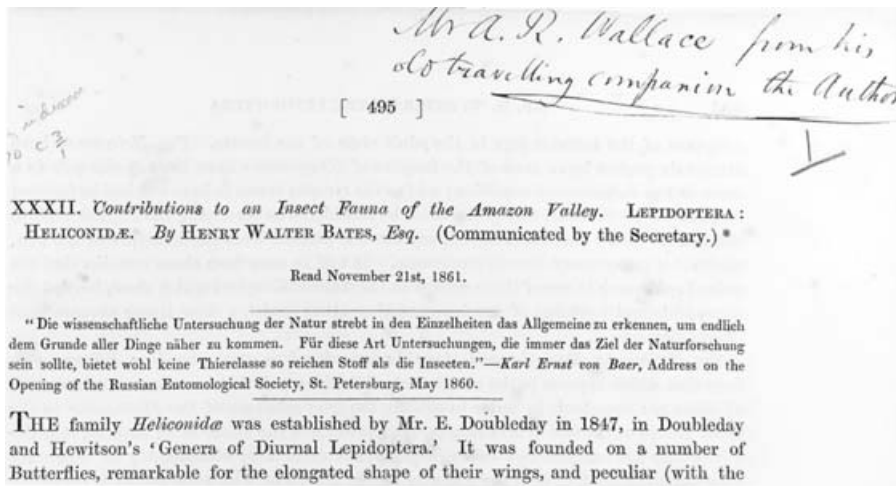 Mr A. R. Wallace from his
old travelling companion the Author
[ 495 ]
XXXII. Contributions to an Insect Fauna of the Amazon Valley. LEPIDOPTERA :
HELICONIDÆ. By HENRY WALTER BATES, Esq. (Communicated by the Secretary.) *
Read November 21st, 1861.
“ Die wissenschaftliche Untersuchung der Natur strebt in den Einzelheiten das Allgemeine zu erkennen, um endlich
dem Grunde aller Dinge näher zu kommen. Für diese Art Untersuchungen, die immer das Ziel der Naturforschung
sein sollte, bietet wohl keine Thierclasse so reichen Stoff als die Insecten.”—Karl Ernst von Baer, Address on the
Opening of the Russian Entomological Society, St. Petersburg, May 1860.
THE family Heliconidæ was established by Mr. E. Doubleday in 1847, in Doubleday
and Hewitson's ‘ Genera of Diurnal Lepidoptera.’ It was founded on a number of
Butterflies, remarkable for the elongated shape of their wings, and peculiar (with the